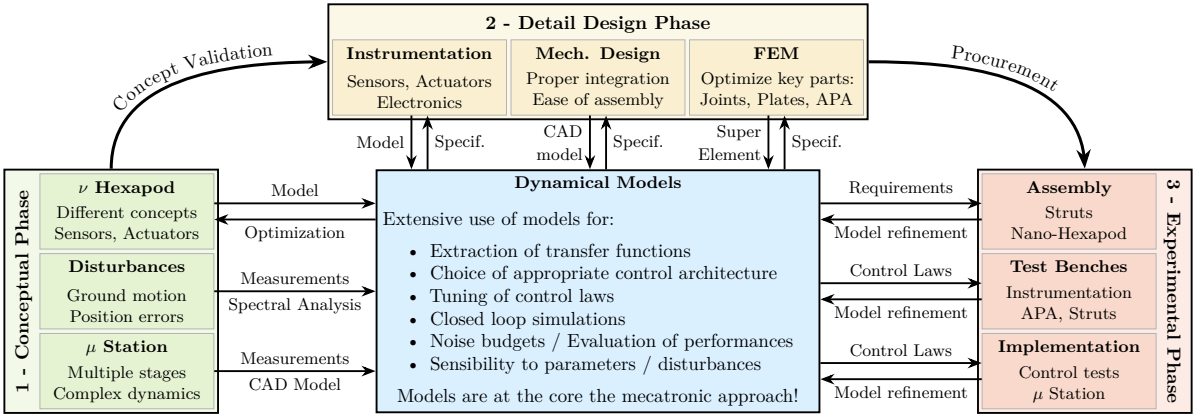 2 - Detail Design Phase
Instrumentation
Sensors, Actuators
Electronics
Mech. Design
Proper integration
Ease of assembly
FEM
Optimize key parts:
Joints, Plates, APA
Concept Validation
Procurement
Model
Specif.
CAD
model
Specif.
Super
Element
Specif.
1 - Conceptual Phase
ν Hexapod
Different concepts
Sensors, Actuators
Disturbances
Ground motion
Position errors
μ Station
Multiple stages
Complex dynamics
Model
Optimization
Measurements
Spectral Analysis
Measurements
CAD Model
Dynamical Models
Extensive use of models for:
• Extraction of transfer functions
• Choice of appropriate control architecture
• Tuning of control laws
• Closed loop simulations
• Noise budgets / Evaluation of performances
• Sensibility to parameters / disturbances
Models are at the core the mecatronic approach!
Requirements
Model refinement
Control Laws
Model refinement
Control Laws
Model refinement
Assembly
Struts
Nano-Hexapod
Test Benches
Instrumentation
APA, Struts
Implementation
Control tests
μ Station
3 - Experimental Phase